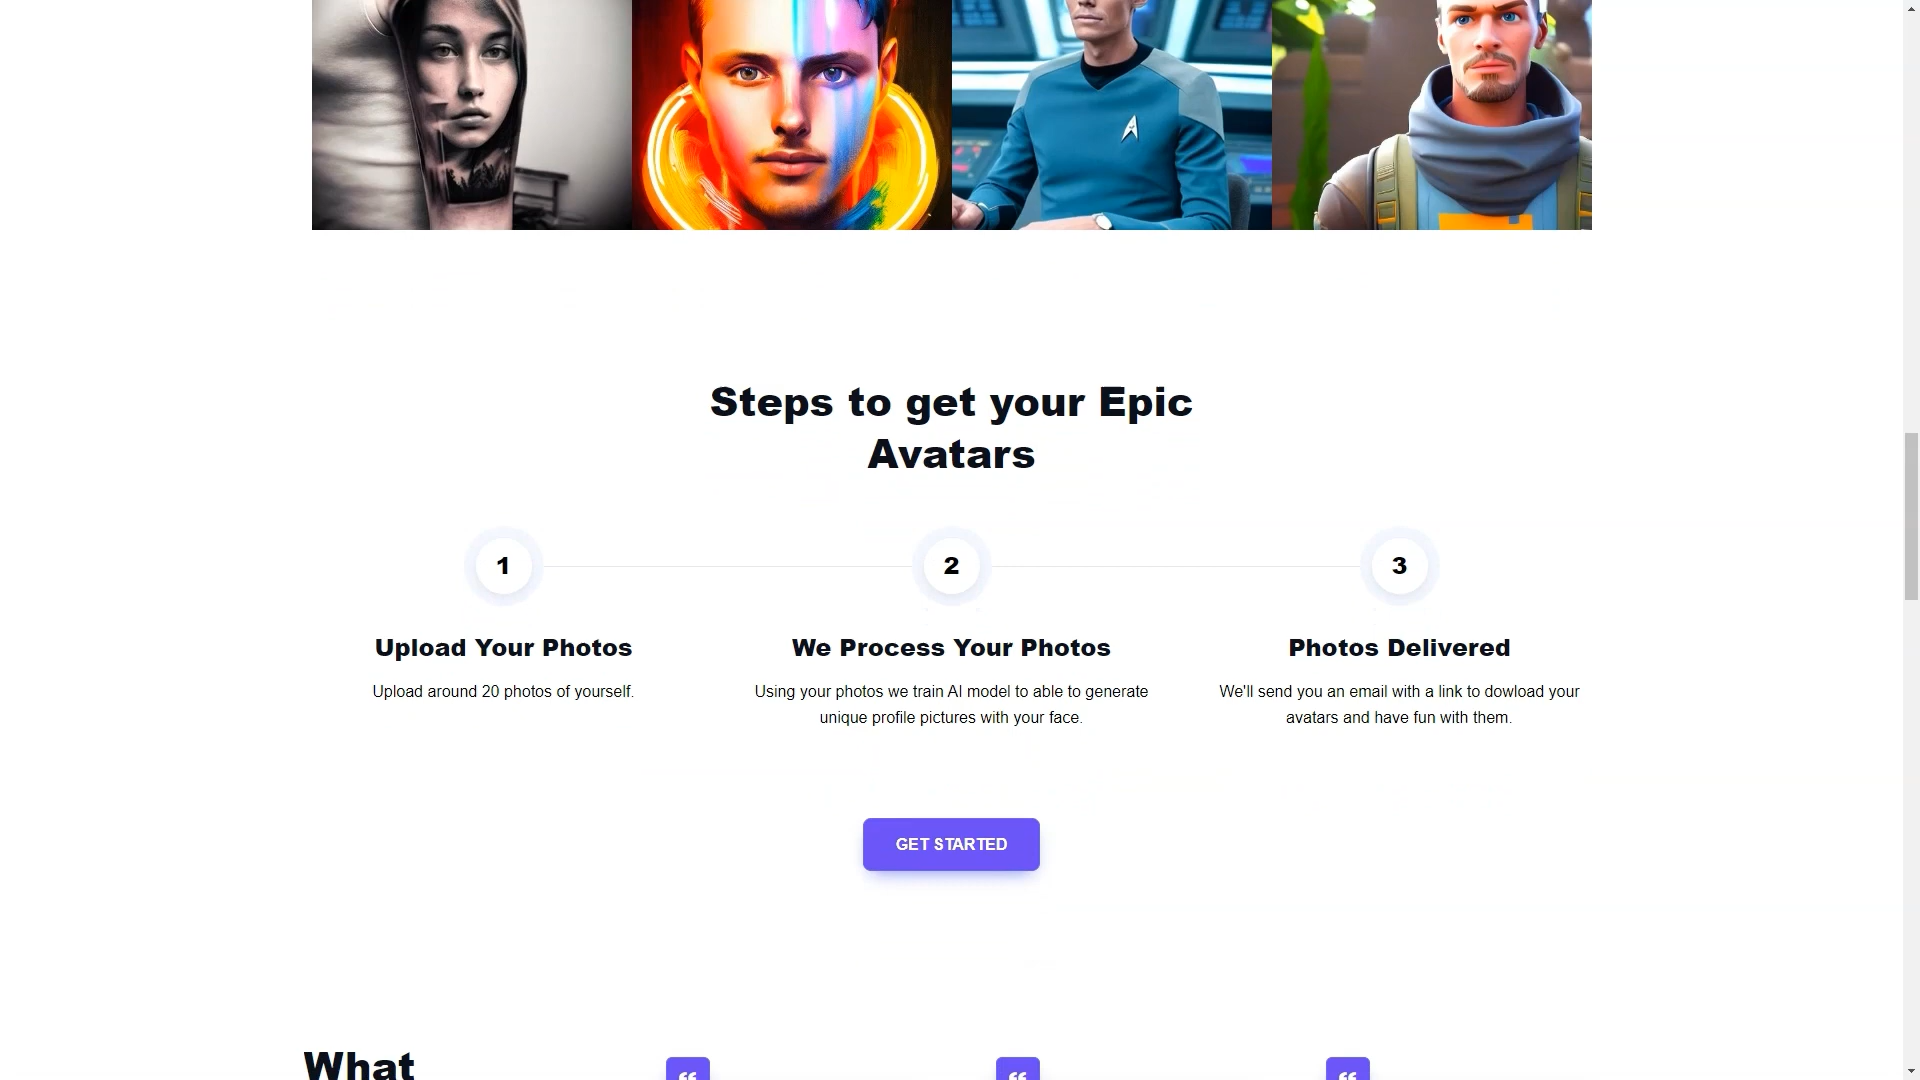 Steps to get your Epic
Avatars
1
2
3
Upload Your Photos
Upload around 20 photos of yourself.
We Process Your Photos
Using your photos we train AI model to able to generate
unique profile pictures with your face.
Photos Delivered
We'll send you an email with a link to dowload your
avatars and have fun with them.
GET STARTED
What